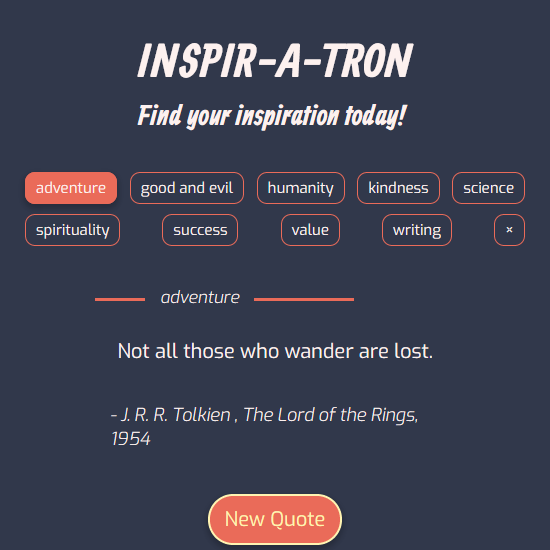 INSPIR-A-TRON
Find your inspiration today!
adventure good and evil humanity kindness science
spirituality success value writing ×
adventure
Not all those who wander are lost.
- J. R. R. Tolkien , The Lord of the Rings,
1954
New Quote